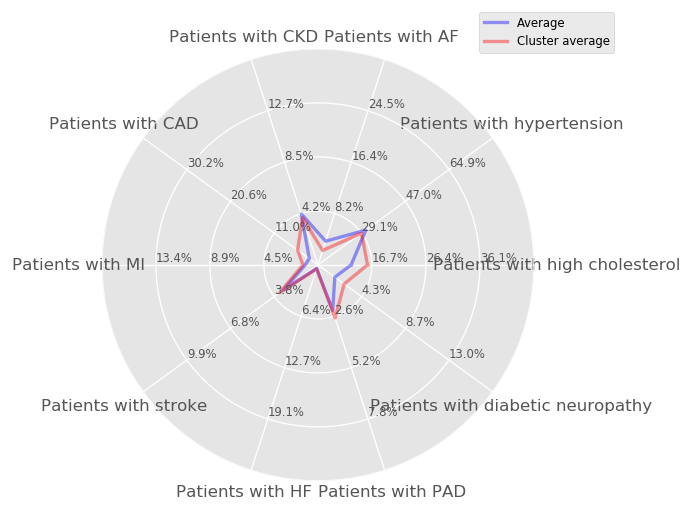 Average
Cluster average
Patients with CKD
Patients with AF
12.7%
24.5%
Patients with CAD
Patients with hypertension
30.2%
8.5%
16.4%
64.9%
20.6%
47.0%
4.2%
8.2%
11.0%
29.1%
Patients with MI
13.4%
8.9%
4.5%
16.7%
26.4%
36.1%
Patients with high cholesterol
3.8%
4.3%
6.4%
2.6%
6.8%
8.7%
9.9%
12.7%
5.2%
13.0%
Patients with stroke
19.1%
7.8%
Patients with diabetic neuropathy
Patients with HF
Patients with PAD